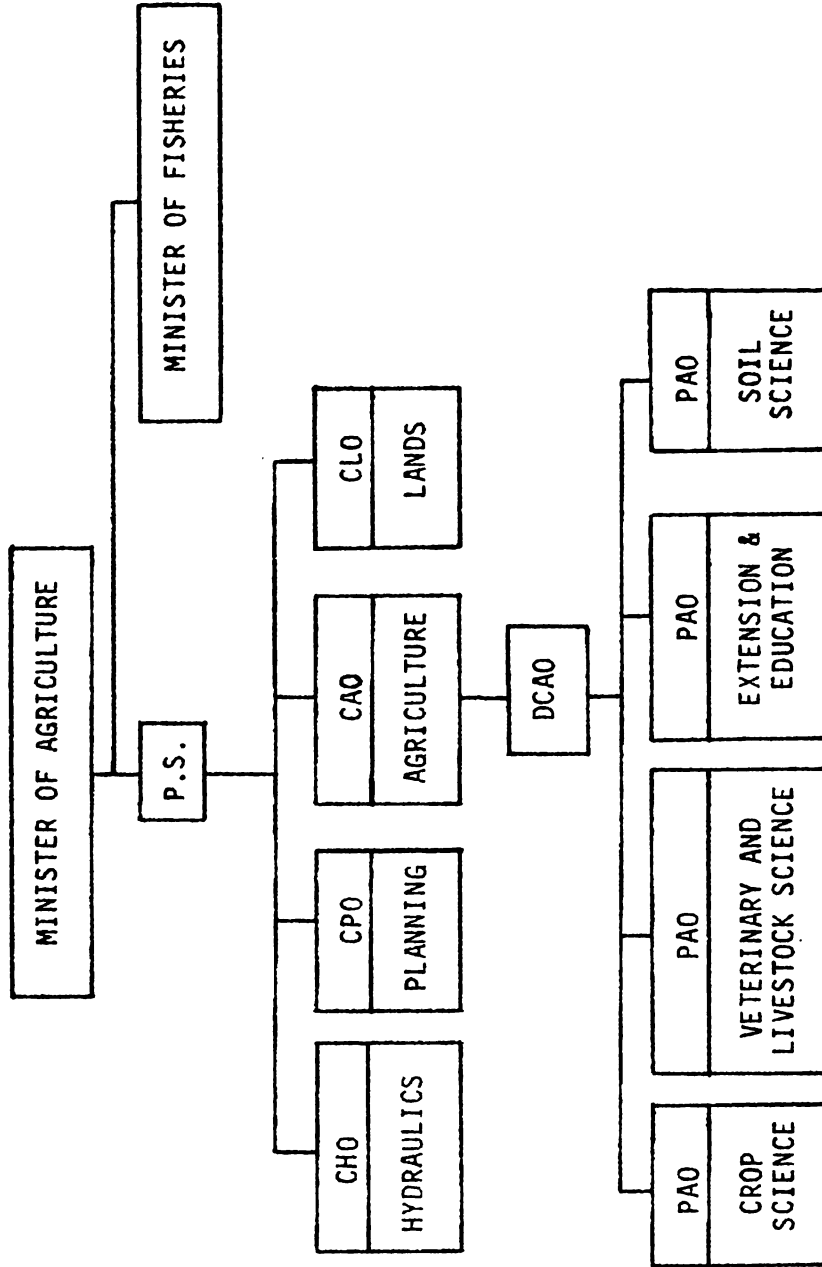 MINISTER OF AGRICULTURE
P.S.
MINISTER OF FISHERIES
CHO
HYDRAULICS
CPO
PLANNING
CAO
AGRICULTURE
CLO
LANDS
DCAO
PAO
CROP
SCIENCE
PAO
VETERINARY AND
LIVESTOCK SCIENCE
PAO
EXTENSION &
EDUCATION
PAO
SOIL
SCIENCE